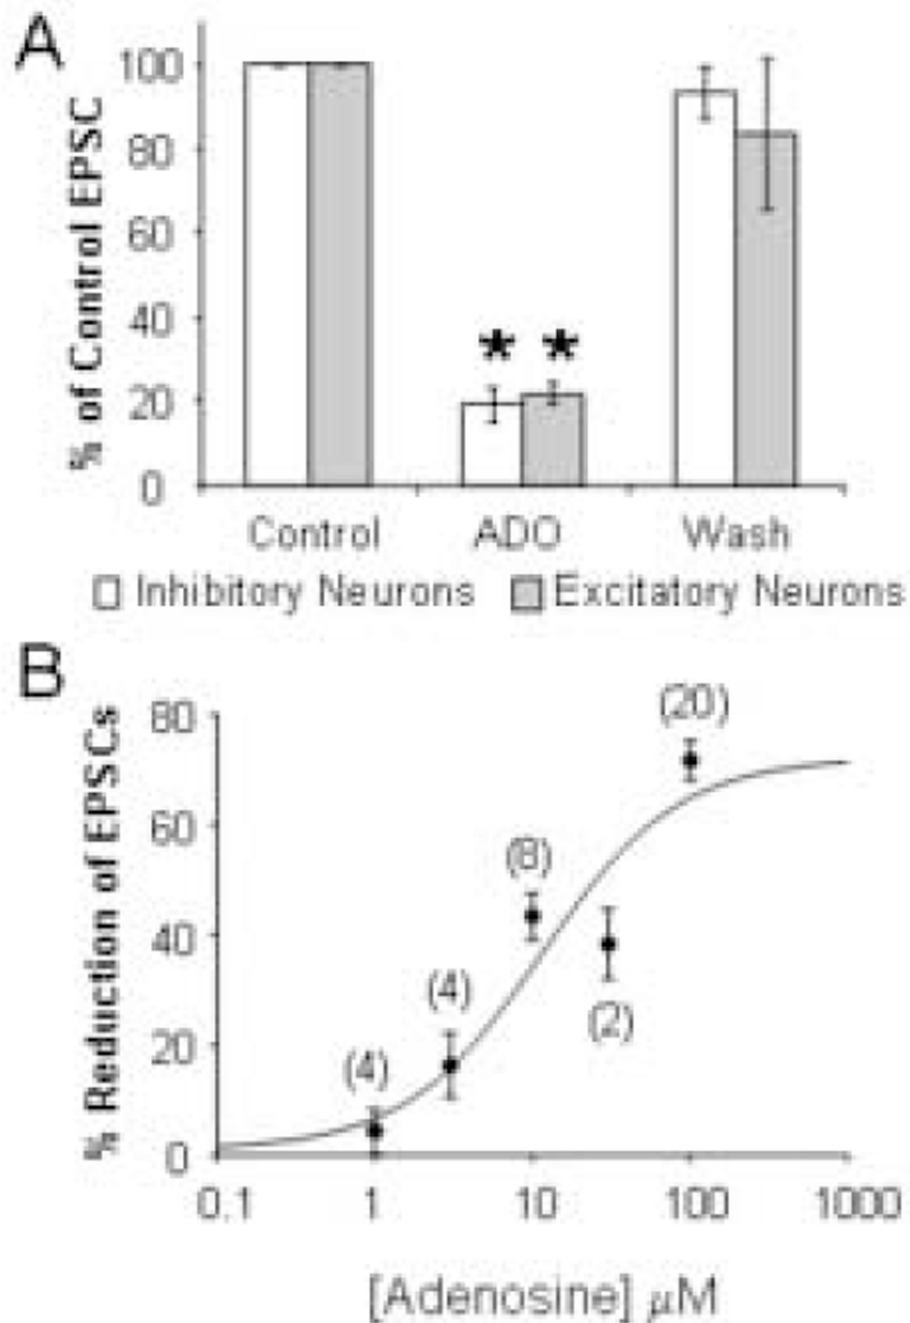 A
% of Control EPSC
100
80
60
40
20
0
* *
Control ADO Wash
Inhibitory Neurons Excitatory Neurons
B
% Reduction of EPSCs
80
60
40
20
0
(4)
(4)
(8)
(2)
(20)
0.1 1 10 100 1000
[Adenosine] μM